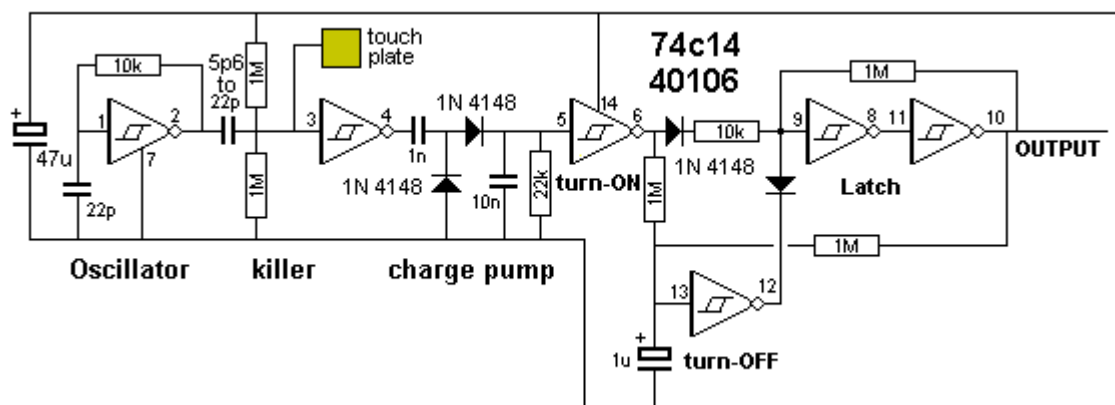 touch
plate
74c14
40106
5p6
to
22p
1M
10k
1M
1
2
3
4
1N 4148
14
5
6
9
8
11
10
+
47u
7
1n
10k
1N 4148
OUTPUT
22p
1M
1N 4148
10n
22k
turn-ON
1M
Latch
1M
Oscillator
killer
charge pump
13
12
+
1u
turn-OFF